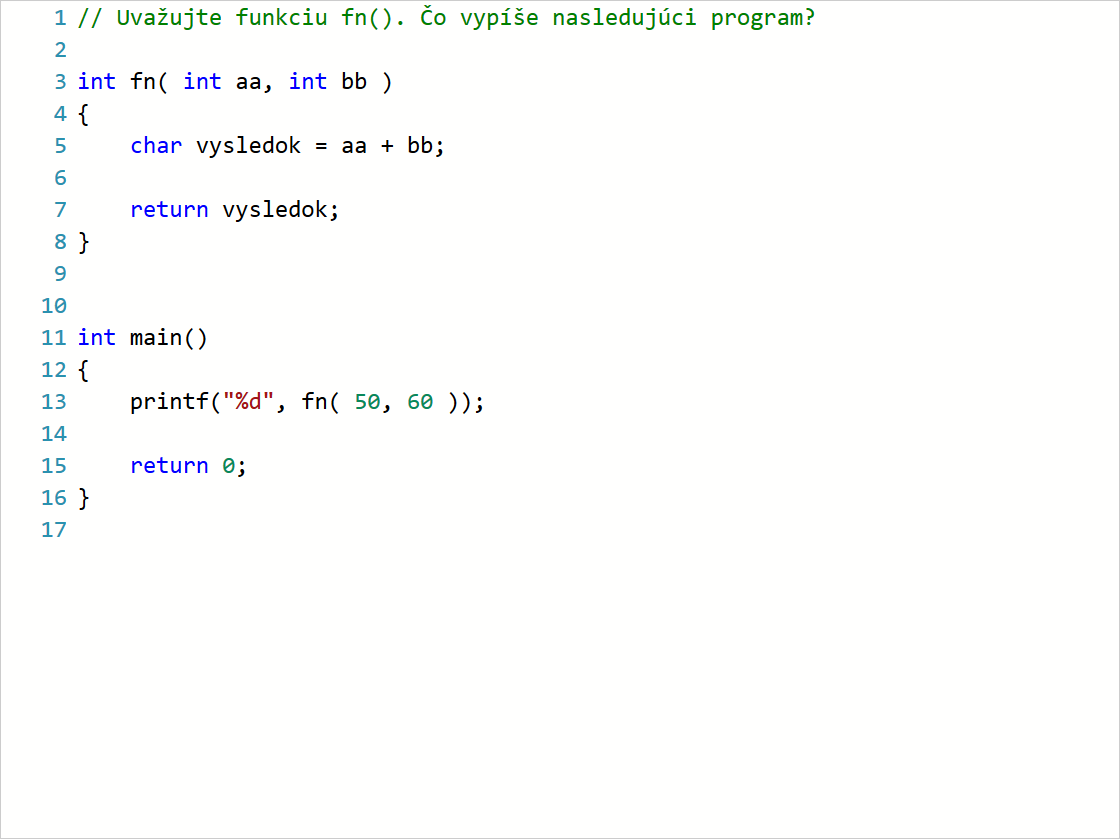 1 // Uvažujte funkciu fn(). Čo vypíše nasledujúci program?
2
3 int fn( int aa, int bb )
4 {
5     char vysledok = aa + bb;
6
7     return vysledok;
8 }
9
10
11 int main()
12 {
13     printf("%d", fn( 50, 60 ));
14
15     return 0;
16 }
17